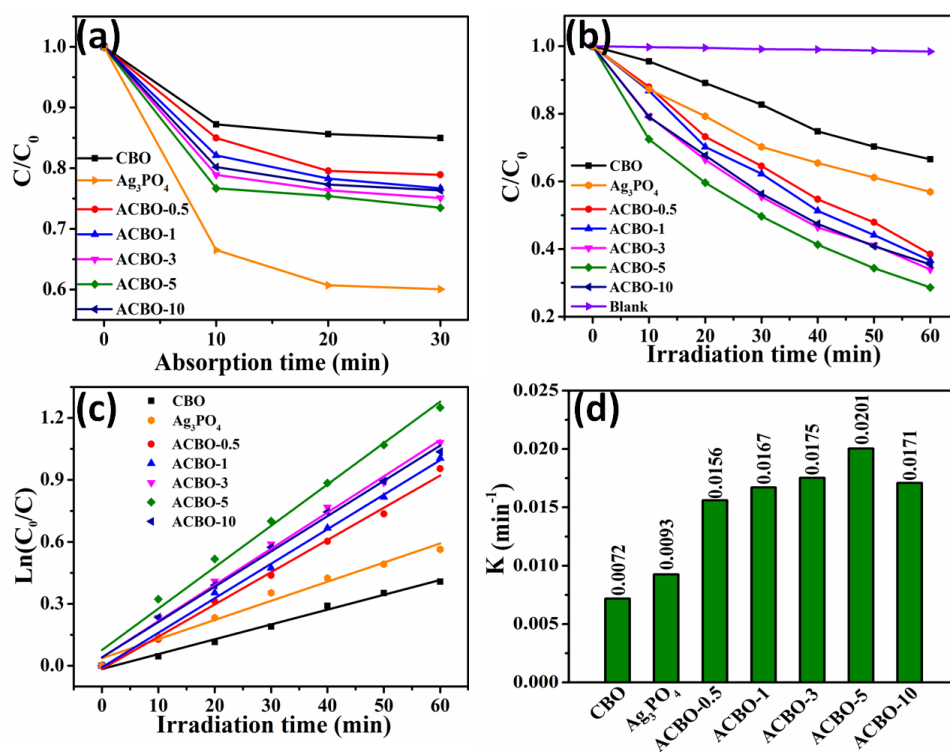 (a)
1.0
0.9
0.8
0.7
0.6
C/C₀
CBO
Ag₃PO₄
ACBO-0.5
ACBO-1
ACBO-3
ACBO-5
ACBO-10
0 10 20 30
Absorption time (min)
(b)
1.0
0.8
0.6
0.4
0.2
C/C₀
CBO
Ag₃PO₄
ACBO-0.5
ACBO-1
ACBO-3
ACBO-5
ACBO-10
Blank
0 10 20 30 40 50 60
Irradiation time (min)
(c)
1.2
0.9
0.6
0.3
0.0
Ln(C₀/C)
CBO
Ag₃PO₄
ACBO-0.5
ACBO-1
ACBO-3
ACBO-5
ACBO-10
0 10 20 30 40 50 60
Irradiation time (min)
(d)
0.025
0.020
0.015
0.010
0.005
0.000
K (min⁻¹)
0.0072
0.0093
0.0156
0.0167
0.0175
0.0201
0.0171
CBO
Ag₃PO₄
ACBO-0.5
ACBO-1
ACBO-3
ACBO-5
ACBO-10